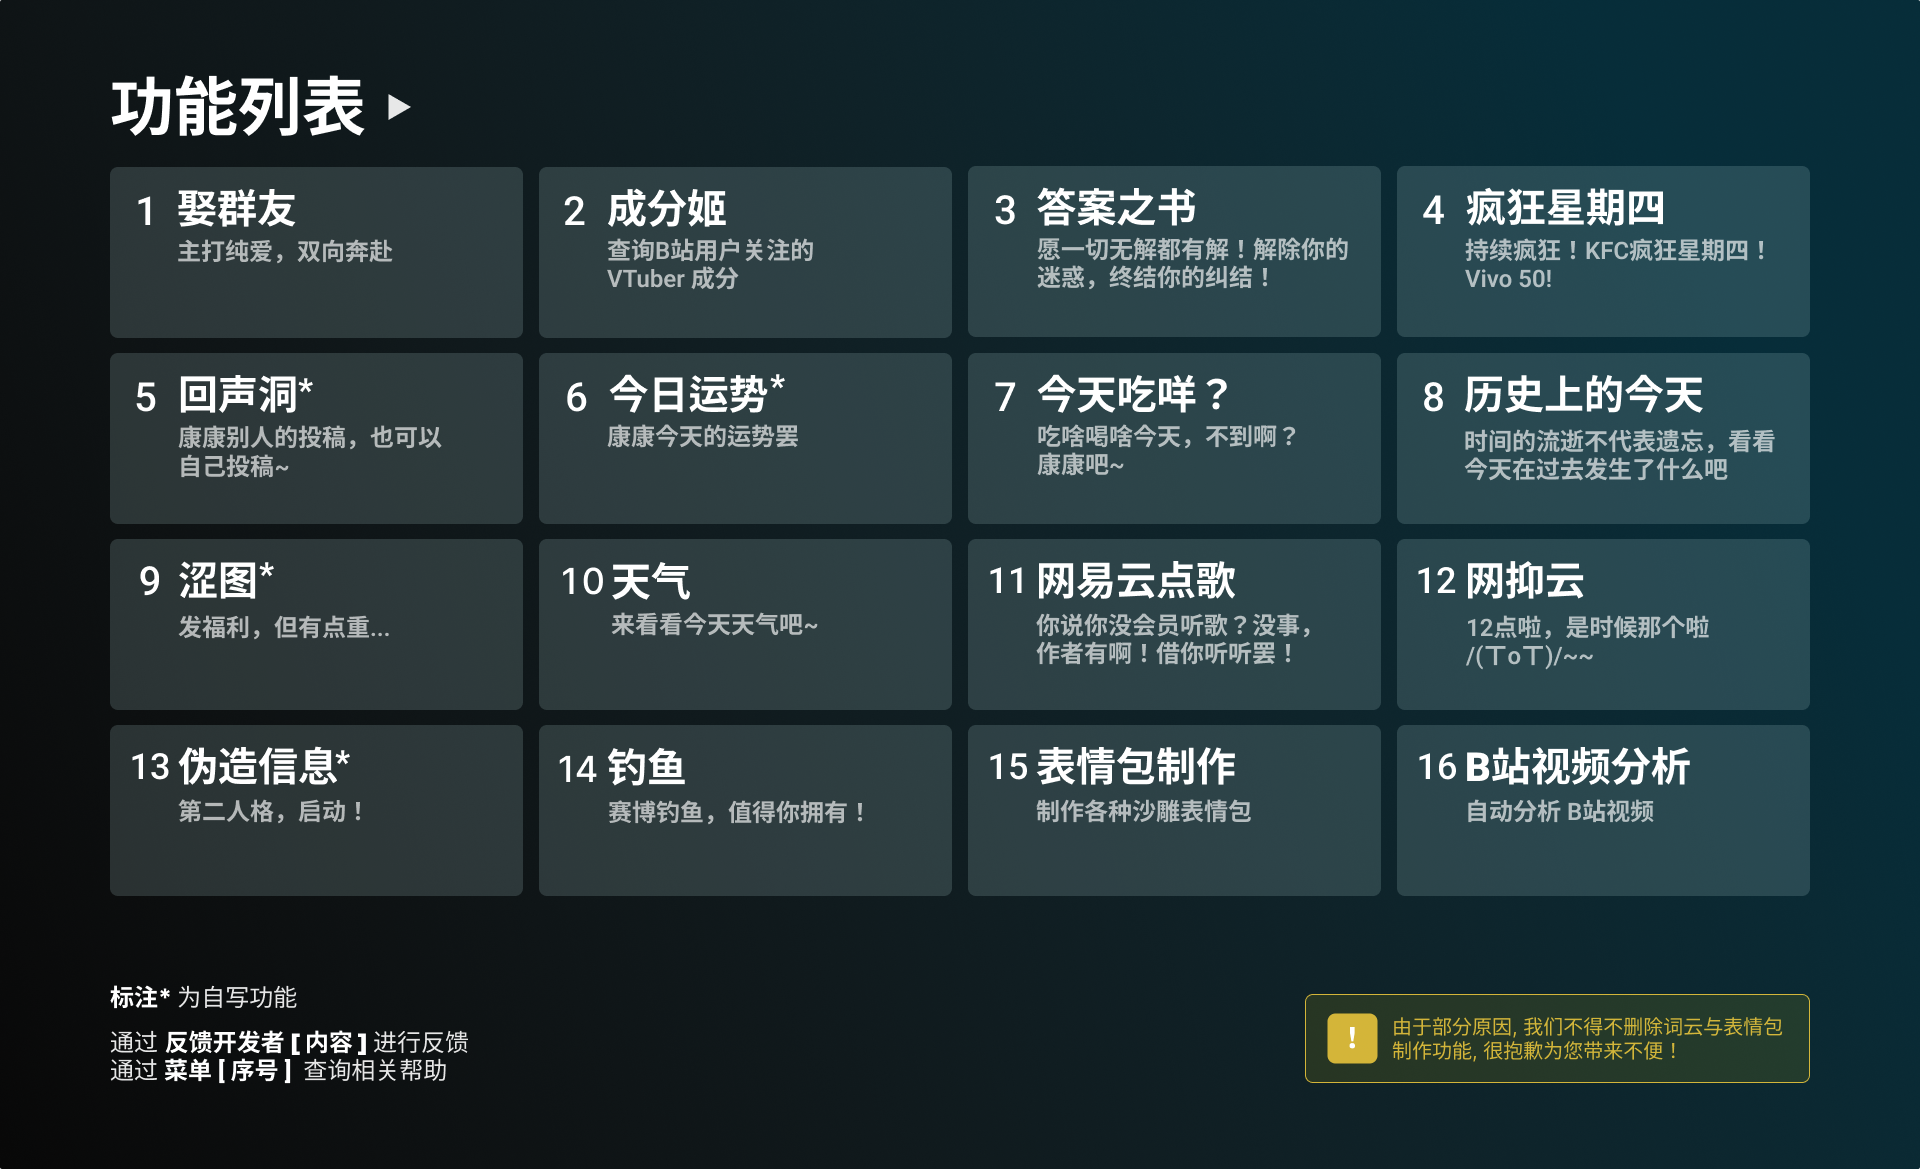 功能列表 ▶
1 娶群友
主打纯爱，双向奔赴
2 成分姬
查询B站用户关注的
VTuber 成分
3 答案之书
愿一切无解都有解！解除你的
迷惑，终结你的纠结！
4 疯狂星期四
持续疯狂！KFC疯狂星期四！
Vivo 50!
5 回声洞*
康康别人的投稿，也可以
自己投稿~
6 今日运势*
康康今天的运势罢
7 今天吃咩？
吃啥喝啥今天，不到啊？
康康吧~
8 历史上的今天
时间的流逝不代表遗忘，看看
今天在过去发生了什么吧
9 涩图*
发福利，但有点重...
10 天气
来看看今天天气吧~
11 网易云点歌
你说你没会员听歌？没事，
作者有啊！借你听听罢！
12 网抑云
12点啦，是时候那个啦
/(ㄒoㄒ)/~~
13 伪造信息*
第二人格，启动！
14 钓鱼
赛博钓鱼，值得你拥有！
15 表情包制作
制作各种沙雕表情包
16 B站视频分析
自动分析 B站视频
标注* 为自写功能
通过 反馈开发者 [ 内容 ] 进行反馈
通过 菜单 [ 序号 ] 查询相关帮助
! 由于部分原因, 我们不得不删除词云与表情包
制作功能, 很抱歉为您带来不便！